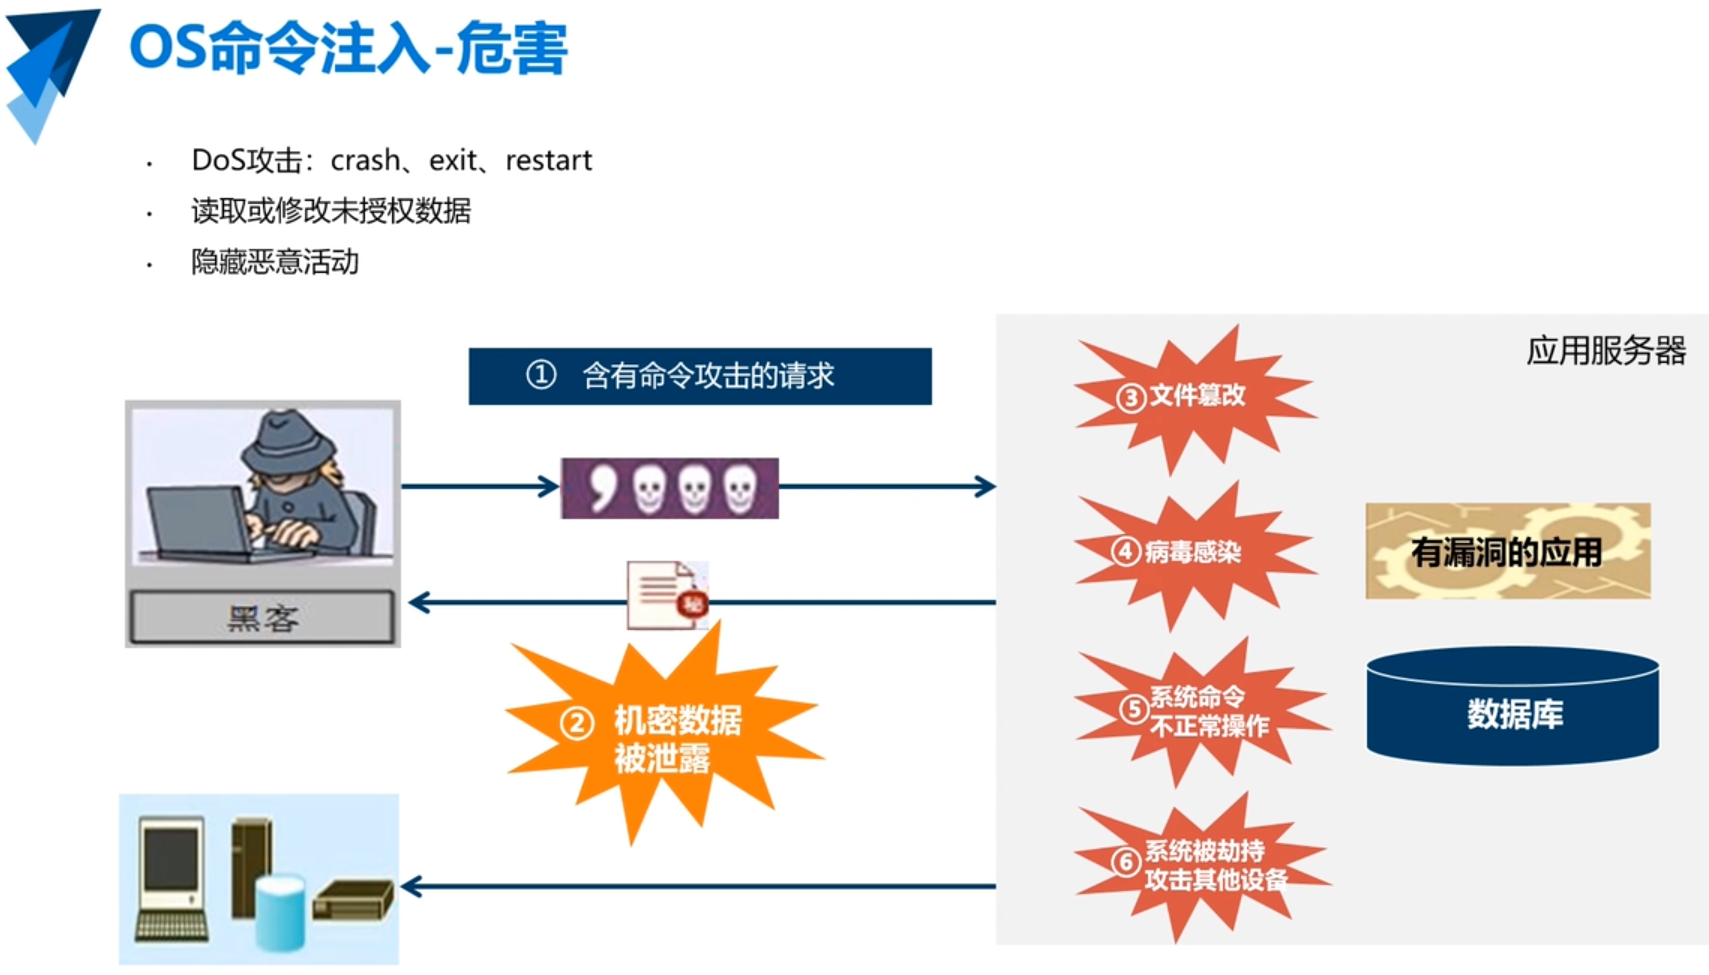 OS命令注入-危害
· DoS攻击：crash、exit、restart
· 读取或修改未授权数据
· 隐藏恶意活动
① 含有命令攻击的请求
应用服务器
③文件篡改
黑客
秘
④病毒感染
有漏洞的应用
② 机密数据
被泄露
⑤系统命令
不正常操作
数据库
⑥系统被劫持
攻击其他设备